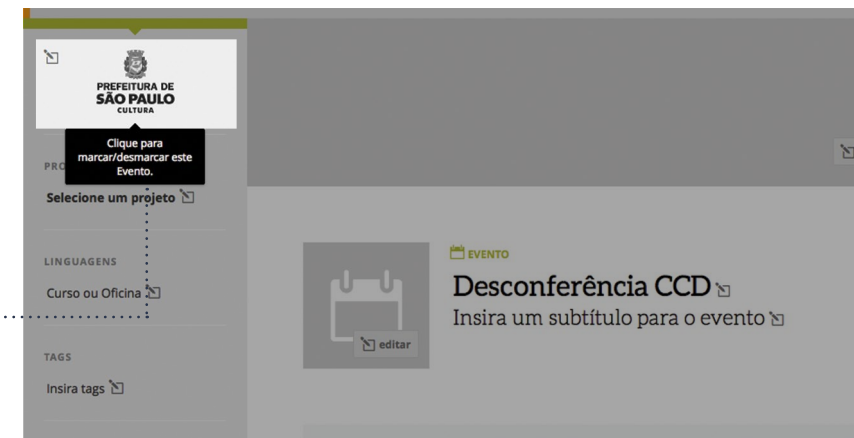 PREFEITURA DE
SÃO PAULO
CULTURA
Clique para
marcar/desmarcar este
Evento.
PRO
Selecione um projeto
LINGUAGENS
Curso ou Oficina
TAGS
Insira tags
EVENTO
Desconferência CCD
Insira um subtítulo para o evento
editar